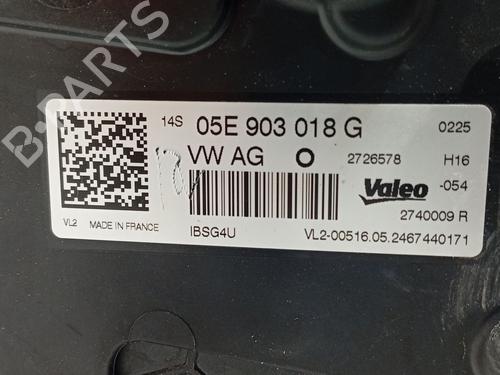 B-PARTS
14S 05E 903 018 G 0225
VW AG O 2726578 H16
Valeo -054
2740009 R
VL2 MADE IN FRANCE IBSG4U VL2-00516.05.2467440171